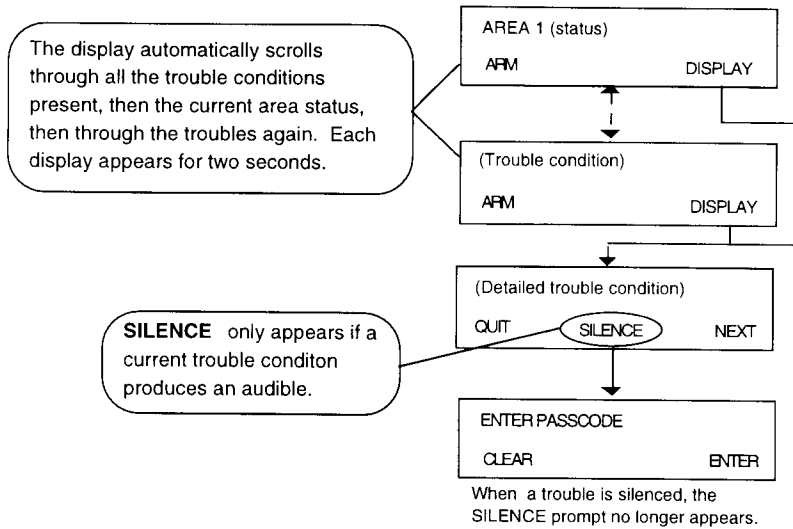 The display automatically scrolls
through all the trouble conditions
present, then the current area status,
then through the troubles again. Each
display appears for two seconds.
AREA 1 (status)
ARM DISPLAY
(Trouble condition)
ARM DISPLAY
(Detailed trouble condition)
QUIT SILENCE NEXT
SILENCE only appears if a
current trouble conditon
produces an audible.
ENTER PASSCODE
CLEAR ENTER
When a trouble is silenced, the
SILENCE prompt no longer appears.